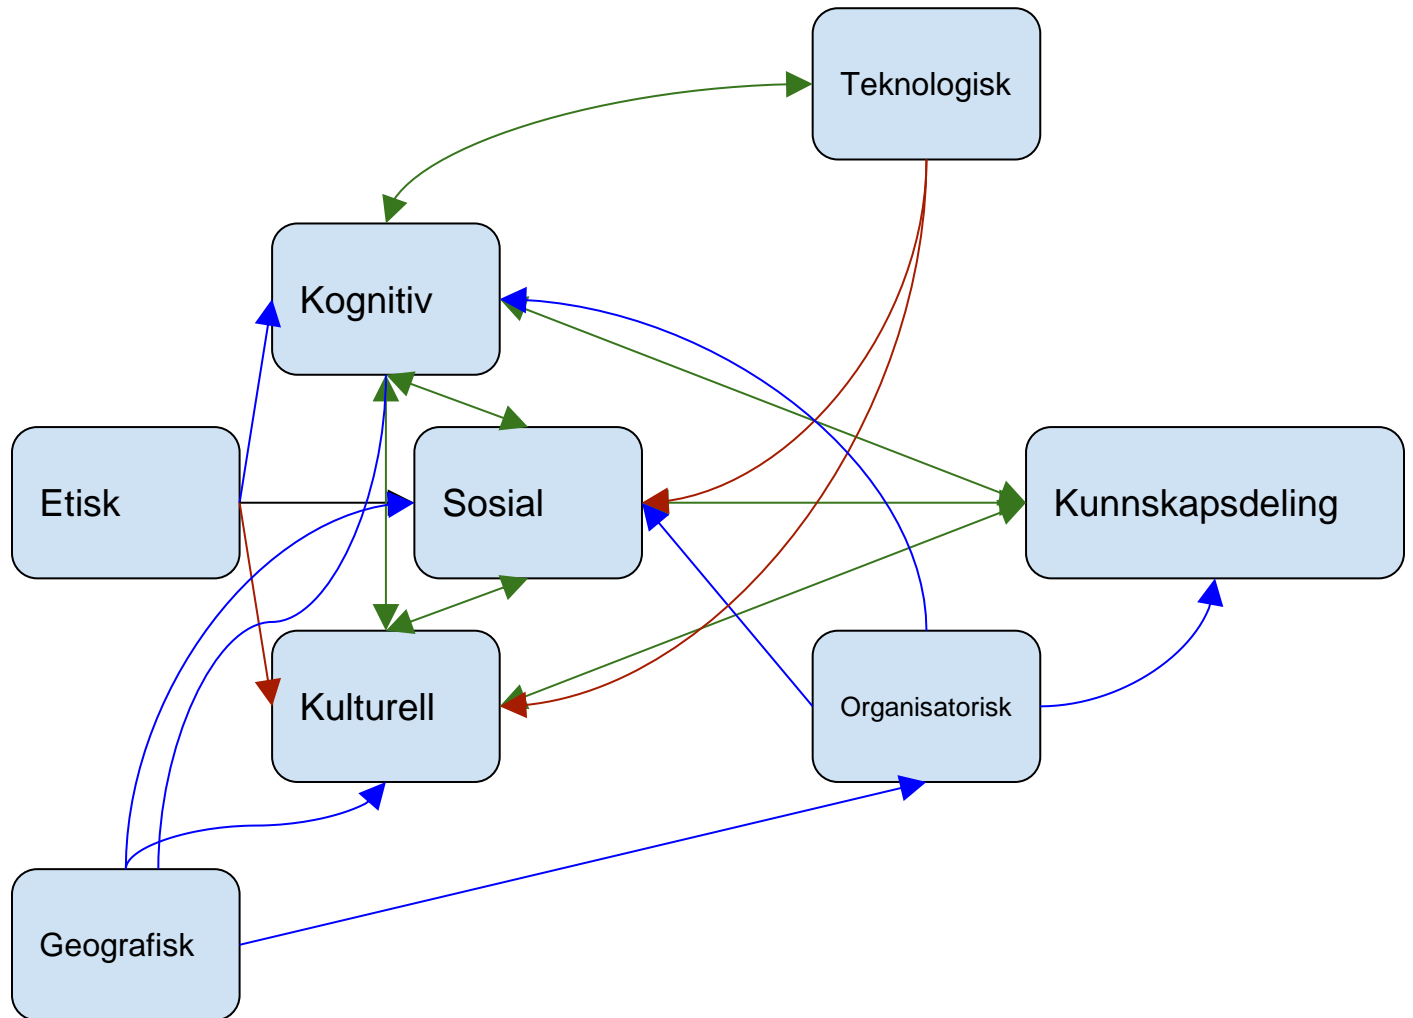 Teknologisk
Kognitiv
Etisk
Sosial
Kunnskapsdeling
Kulturell
Organisatorisk
Geografisk